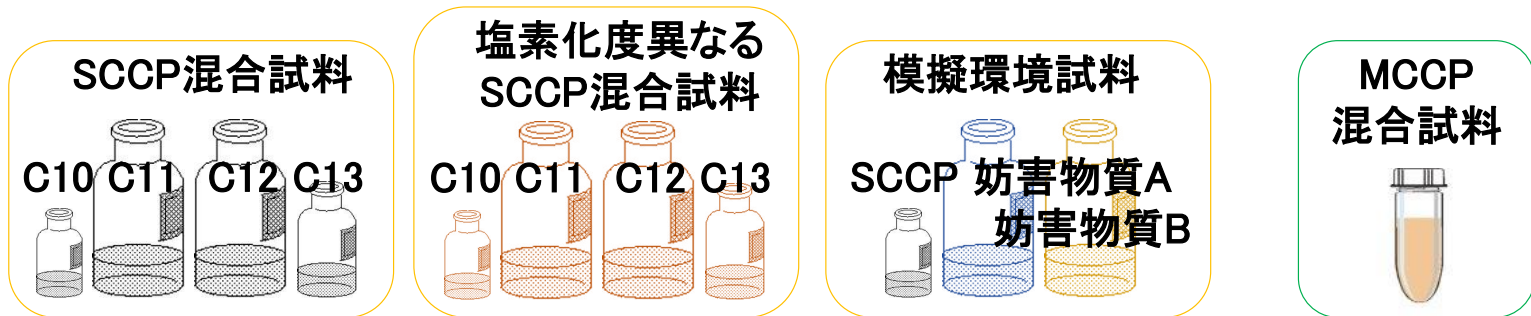 SCCP混合試料
C10 C11 C12 C13
塩素化度異なる
SCCP混合試料
C10 C11 C12 C13
模擬環境試料
SCCP 妨害物質A
妨害物質B
MCCP
混合試料